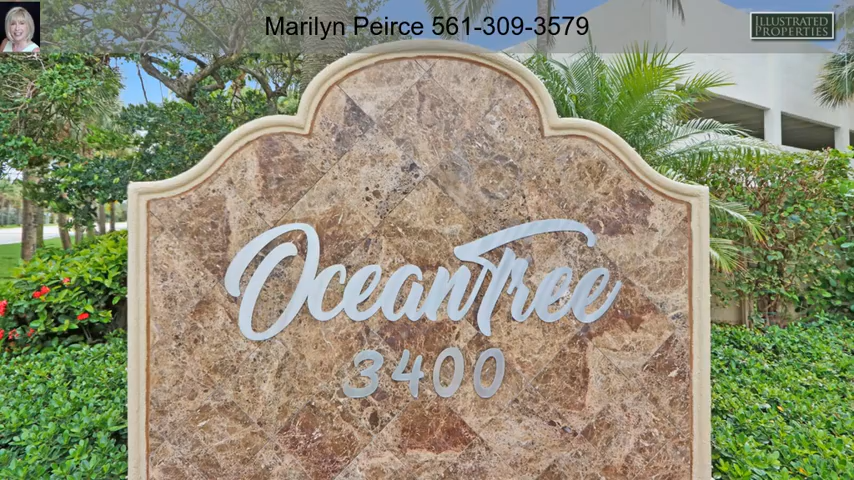 Marilyn Peirce 561-309-3579
ILLUSTRATED
PROPERTIES
OceanTree
3400